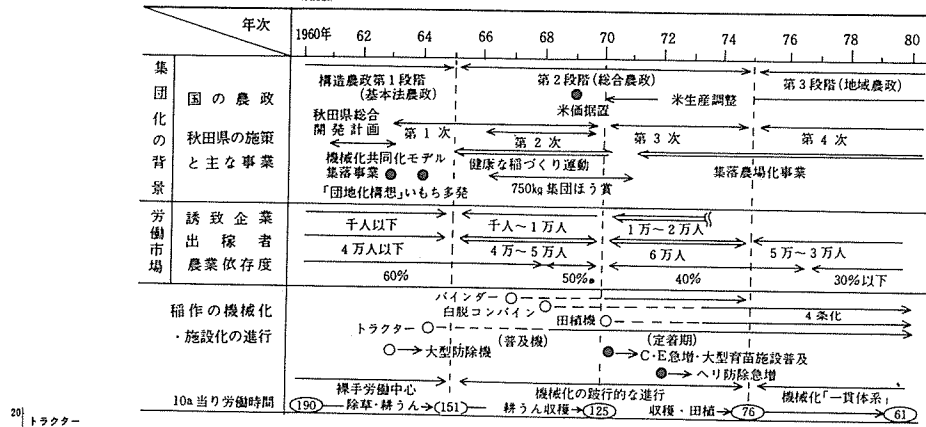 年次
1960年 62 64 66 68 70 72 74 76 78 80
集団化の背景
国の農政
構造農政第1段階 (基本法農政)
第2段階(総合農政)
第3段階(地域農政)
米価据置
米生産調整
秋田県の施策と主な事業
秋田県総合開発計画
第1次
第2次
第3次
第4次
機械化共同化モデル集落事業
健康な稲づくり運動
集落農場化事業
「団地化構想」いもち多発
750kg集団ほう賞
労働市場
誘致企業
千人以下
千人～1万人
1万～2万人
出稼者
4万人以下
4万～5万人
6万人
5万～3万人
農業依存度
60%
50%
40%
30%以下
稲作の機械化・施設化の進行
バインダー
自脱コンバイン
田植機
4条化
トラクター
(普及機)
(定着期)
大型防除機
C・E急増・大型育苗施設普及
ヘリ防除急増
裸手労働中心
機械化の跛行的な進行
機械化「一貫体系」
10a当り労働時間
190 除草・耕うん 151 耕うん収穫 125 収穫・田植 76 61
20 トラクター